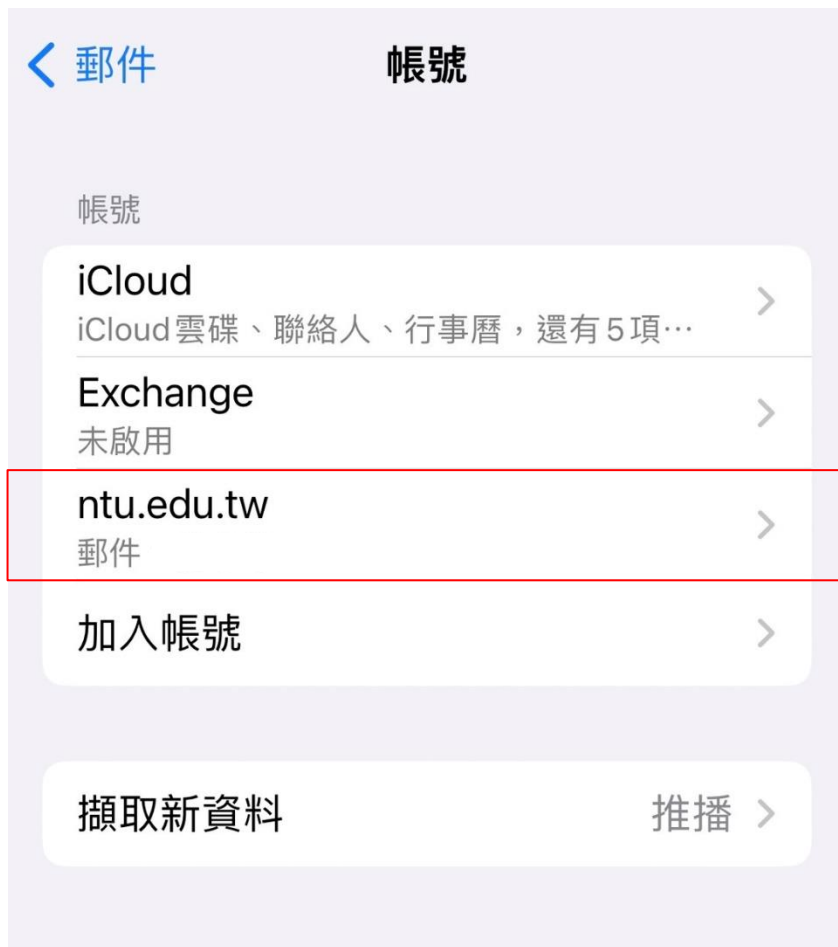 郵件
帳號
帳號
iCloud
iCloud雲碟、聯絡人、行事曆，還有5項…
Exchange
未啟用
ntu.edu.tw
郵件
加入帳號
擷取新資料 推播